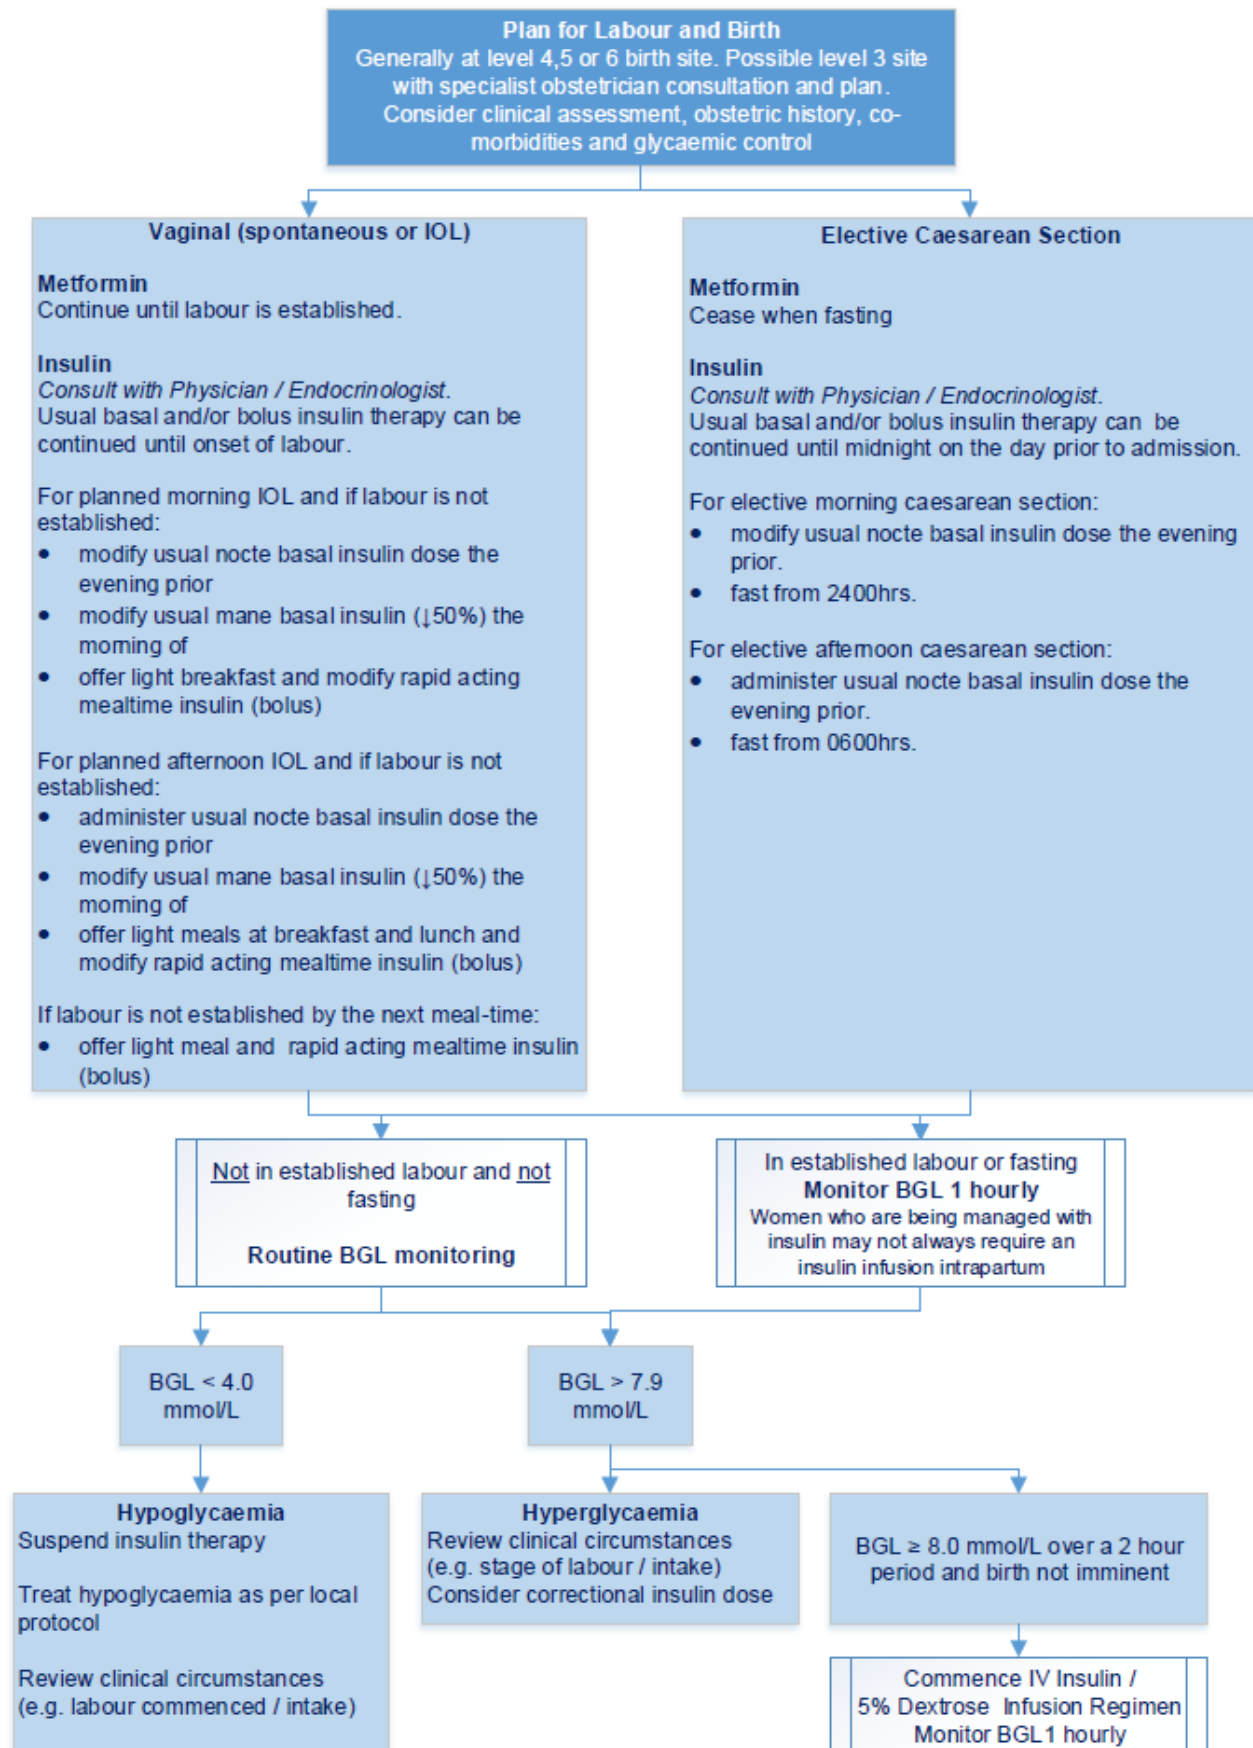 Plan for Labour and Birth
Generally at level 4,5 or 6 birth site. Possible level 3 site
with specialist obstetrician consultation and plan.
Consider clinical assessment, obstetric history, co-
morbidities and glycaemic control
Vaginal (spontaneous or IOL)
Metformin
Continue until labour is established.
Insulin
Consult with Physician / Endocrinologist.
Usual basal and/or bolus insulin therapy can be
continued until onset of labour.
For planned morning IOL and if labour is not
established:
● modify usual nocte basal insulin dose the
evening prior
● modify usual mane basal insulin (↓50%) the
morning of
● offer light breakfast and modify rapid acting
mealtime insulin (bolus)
For planned afternoon IOL and if labour is not
established:
● administer usual nocte basal insulin dose the
evening prior
● modify usual mane basal insulin (↓50%) the
morning of
● offer light meals at breakfast and lunch and
modify rapid acting mealtime insulin (bolus)
If labour is not established by the next meal-time:
● offer light meal and rapid acting mealtime insulin
(bolus)
Elective Caesarean Section
Metformin
Cease when fasting
Insulin
Consult with Physician / Endocrinologist.
Usual basal and/or bolus insulin therapy can be
continued until midnight on the day prior to admission.
For elective morning caesarean section:
● modify usual nocte basal insulin dose the evening
prior.
● fast from 2400hrs.
For elective afternoon caesarean section:
● administer usual nocte basal insulin dose the
evening prior.
● fast from 0600hrs.
Not in established labour and not
fasting
Routine BGL monitoring
In established labour or fasting
Monitor BGL 1 hourly
Women who are being managed with
insulin may not always require an
insulin infusion intrapartum
BGL < 4.0
mmol/L
BGL > 7.9
mmol/L
Hypoglycaemia
Suspend insulin therapy
Treat hypoglycaemia as per local
protocol
Review clinical circumstances
(e.g. labour commenced / intake)
Hyperglycaemia
Review clinical circumstances
(e.g. stage of labour / intake)
Consider correctional insulin dose
BGL ≥ 8.0 mmol/L over a 2 hour
period and birth not imminent
Commence IV Insulin /
5% Dextrose Infusion Regimen
Monitor BGL1 hourly